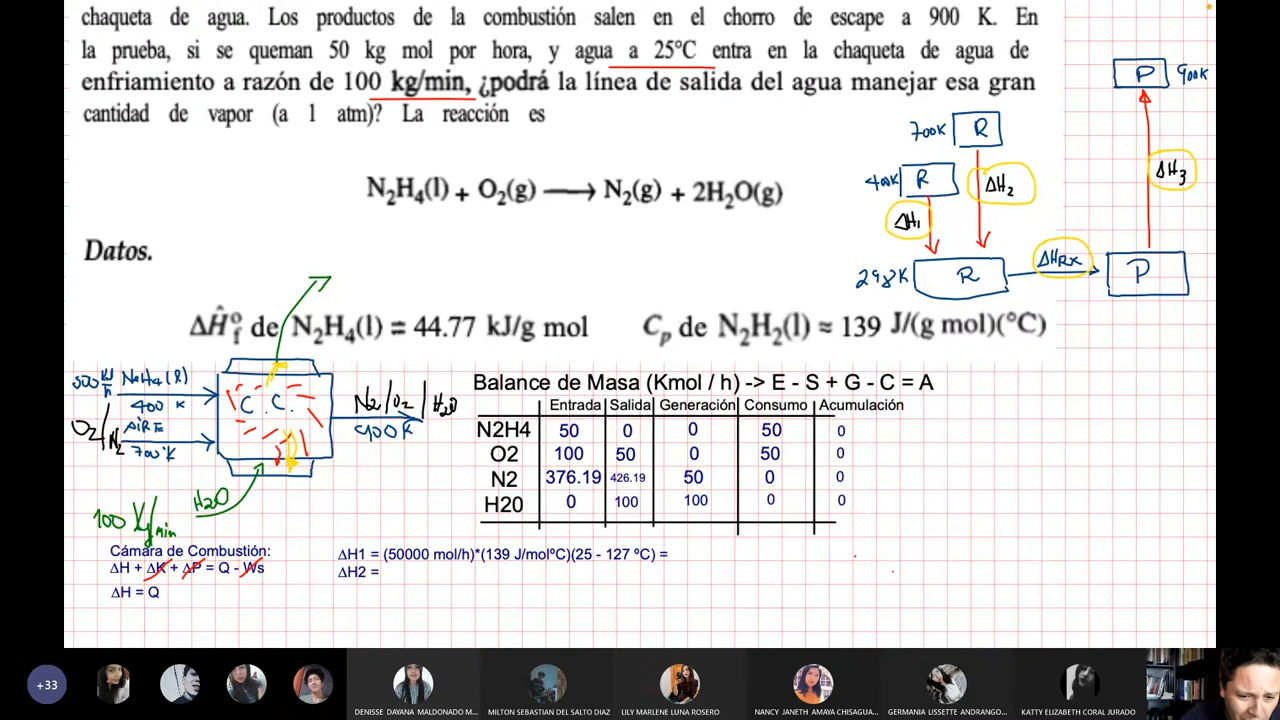 chaqueta de agua. Los productos de la combustión salen en el chorro de escape a 900 K. En
la prueba, si se queman 50 kg mol por hora, y agua a 25°C entra en la chaqueta de agua de
enfriamiento a razón de 100 kg/min, ¿podrá la línea de salida del agua manejar esa gran
cantidad de vapor (a 1 atm)? La reacción es
N₂H₄(l) + O₂(g) ⟶ N₂(g) + 2H₂O(g)
Datos.
ΔĤ°f de N₂H₄(l) = 44.77 kJ/g mol Cp de N₂H₂(l) ≈ 139 J/(g mol)(°C)
P 900K
700K R
400K R
ΔH₂
ΔH₃
ΔH₁
298K R
ΔHRx
P
N2H4 (l)
400 K
AiRE
700 K
O2/N2
C.C.
N2/O2/H2O
900K
H2O
100 Kg/min
Balance de Masa (Kmol / h) -> E - S + G - C = A
Entrada Salida Generación Consumo Acumulación
N2H4 50 0 0 50 0
O2 100 50 0 50 0
N2 376.19 426.19 50 0 0
H20 0 100 100 0 0
Cámara de Combustión:
ΔH + ΔK + ΔP = Q - Ws
ΔH = Q
ΔH1 = (50000 mol/h)*(139 J/molºC)(25 - 127 ºC) =
ΔH2 =
+33
DENISSE DAYANA MALDONADO M...
MILTON SEBASTIAN DEL SALTO DIAZ
LILY MARLENE LUNA ROSERO
NANCY JANETH AMAYA CHISAGUA...
GERMANIA LISSETTE ANDRANGO...
KATTY ELIZABETH CORAL JURADO